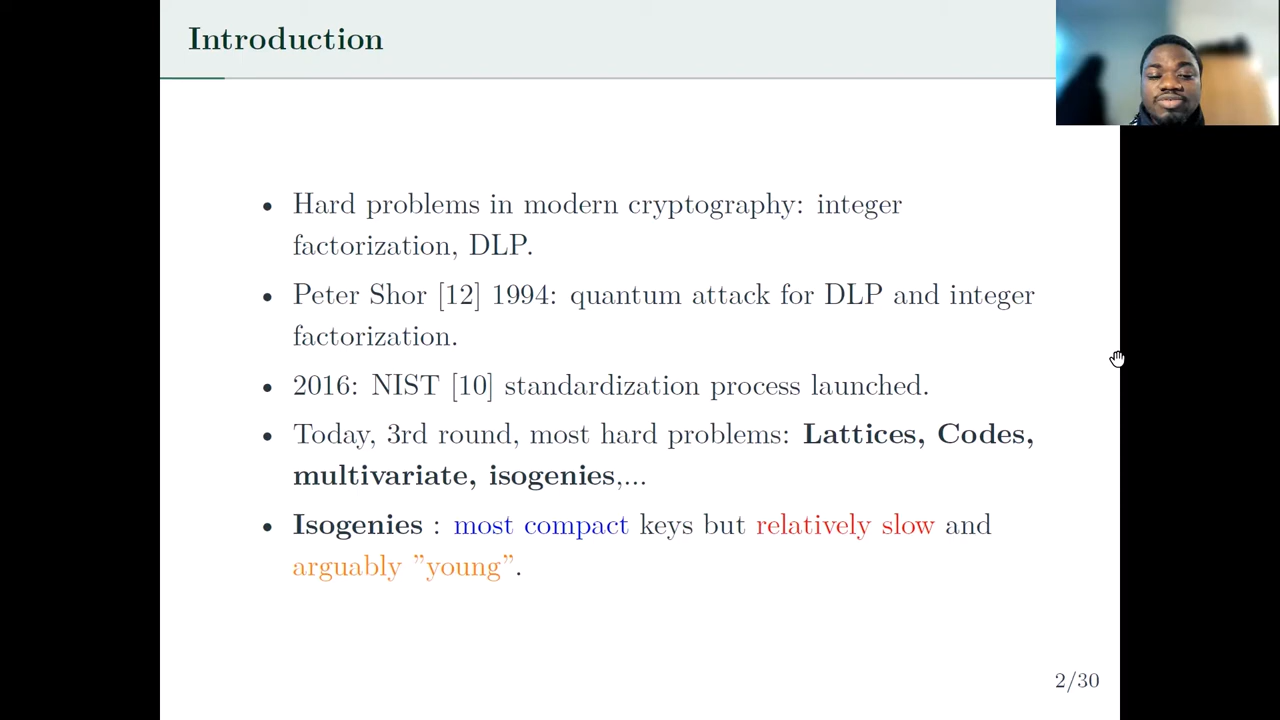 Introduction
• Hard problems in modern cryptography: integer
factorization, DLP.
• Peter Shor [12] 1994: quantum attack for DLP and integer
factorization.
• 2016: NIST [10] standardization process launched.
• Today, 3rd round, most hard problems: Lattices, Codes,
multivariate, isogenies,...
• Isogenies : most compact keys but relatively slow and
arguably ”young”.
2/30